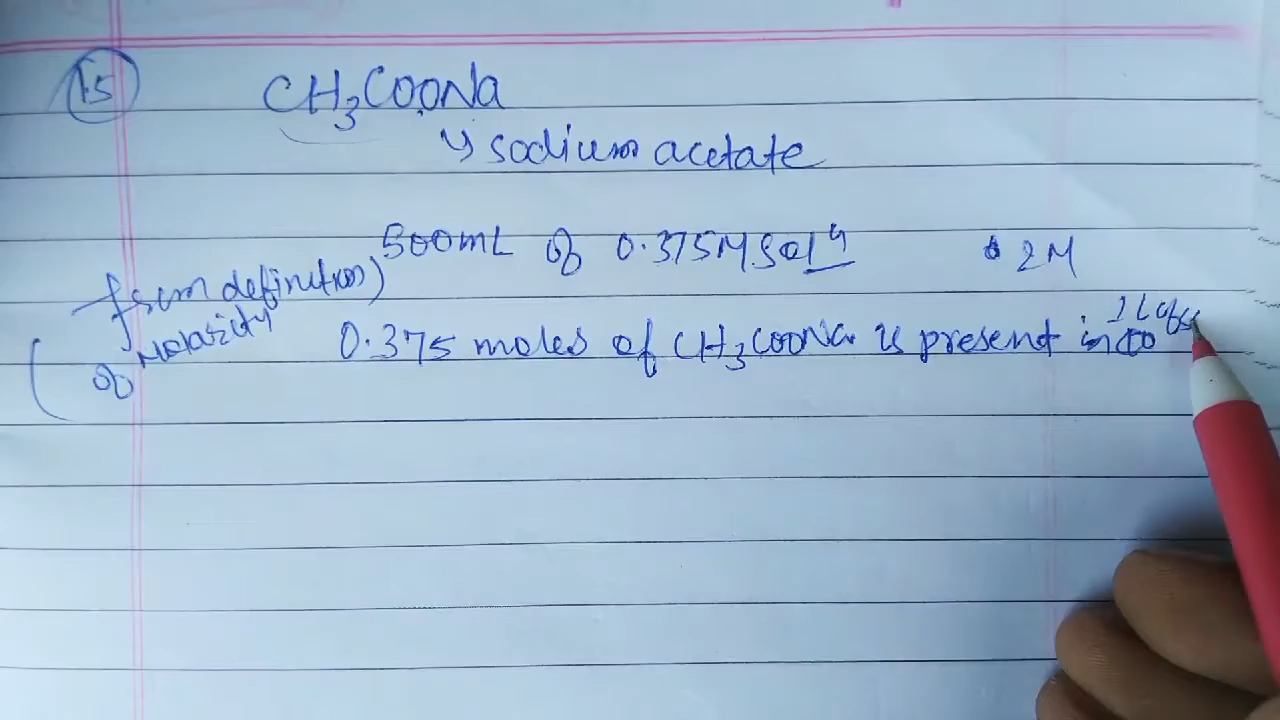 15
CH3COONa
↳ sodium acetate
500mL of 0.375M Solⁿ 2M
from definition)
(of Molarity
0.375 moles of CH3COONa is present in
1L of